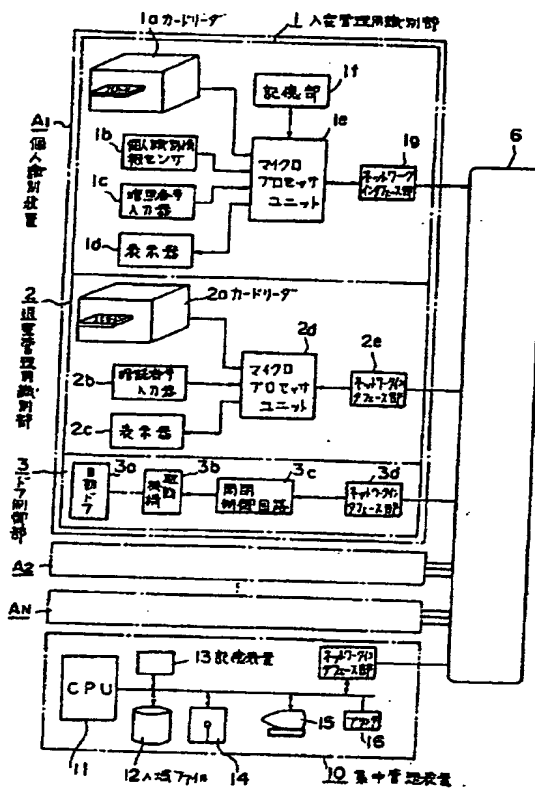 1 入室管理用識別部
1a カードリーダ
1f
記憶部
A1
個人識別装置
1b
個人識別情報センサ
1e
マイクロ
プロセッサ
ユニット
1g
ネットワーク
インタフェース部
6
1c
暗証番号
入力器
1d
表示器
2
退室管理用識別部
2a カードリーダ
2d
マイクロ
プロセッサ
ユニット
2e
ネットワークイン
タフェース部
2b
暗証番号
入力器
2c
表示器
3
ドア制御部
3a
自動ドア
3b
駆動
機構
3c
開閉
制御回路
3d
ネットワークイン
タフェース部
A2
AN
13 記憶装置
ネットワークイン
タフェース部
CPU
11
12
ファイル
14
15
16
10 集中管理装置